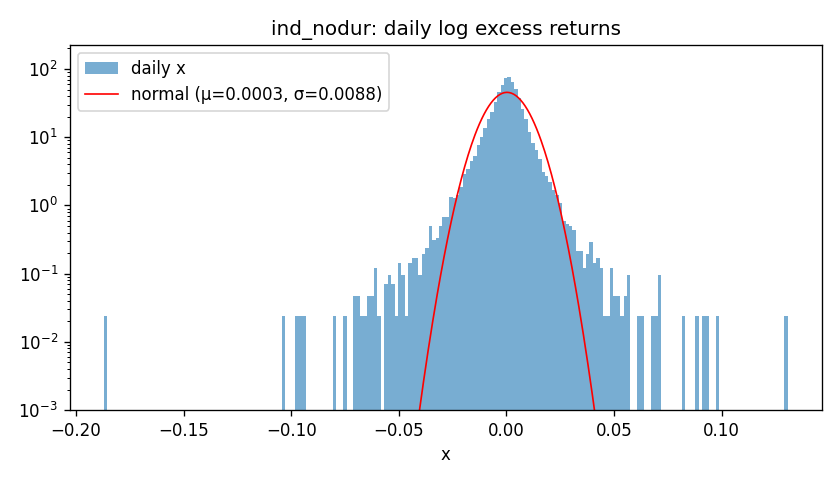 ind_nodur: daily log excess returns
daily x
normal (μ=0.0003, σ=0.0088)
10²
10¹
10⁰
10⁻¹
10⁻²
10⁻³
−0.20 −0.15 −0.10 −0.05 0.00 0.05 0.10
x